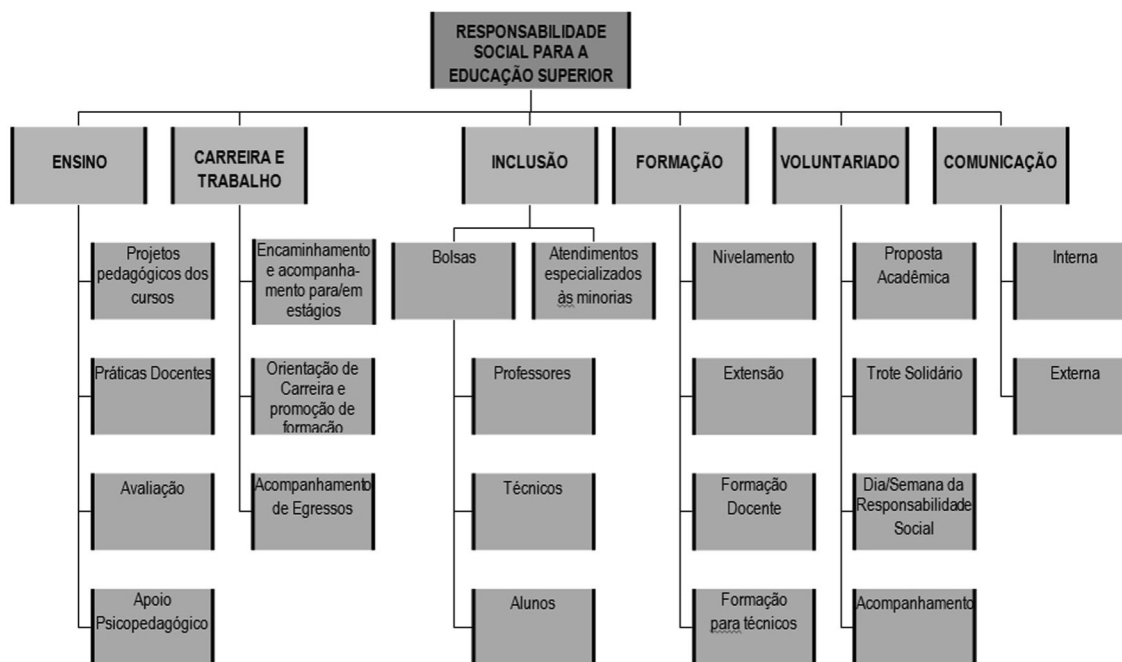 RESPONSABILIDADE
SOCIAL PARA A
EDUCAÇÃO SUPERIOR
ENSINO
CARREIRA E
TRABALHO
INCLUSÃO
FORMAÇÃO
VOLUNTARIADO
COMUNICAÇÃO
Projetos
pedagógicos dos
cursos
Práticas Docentes
Avaliação
Apoio
Psicopedagógico
Encaminhamento
e acompanha-
mento para/em
estágios
Orientação de
Carreira e
promoção de
formação
Acompanhamento
de Egressos
Bolsas
Atendimentos
especializados
às minorias
Professores
Técnicos
Alunos
Nivelamento
Extensão
Formação
Docente
Formação
para técnicos
Proposta
Acadêmica
Trote Solidário
Dia/Semana da
Responsabilidade
Social
Acompanhamento
Interna
Externa